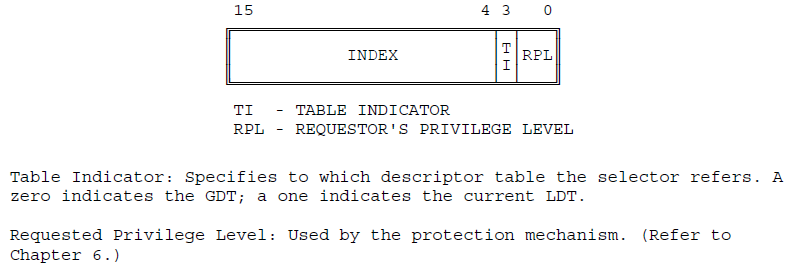 15 4 3 0
INDEX T I RPL
TI - TABLE INDICATOR
RPL - REQUESTOR'S PRIVILEGE LEVEL
Table Indicator: Specifies to which descriptor table the selector refers. A
zero indicates the GDT; a one indicates the current LDT.
Requested Privilege Level: Used by the protection mechanism. (Refer to
Chapter 6.)